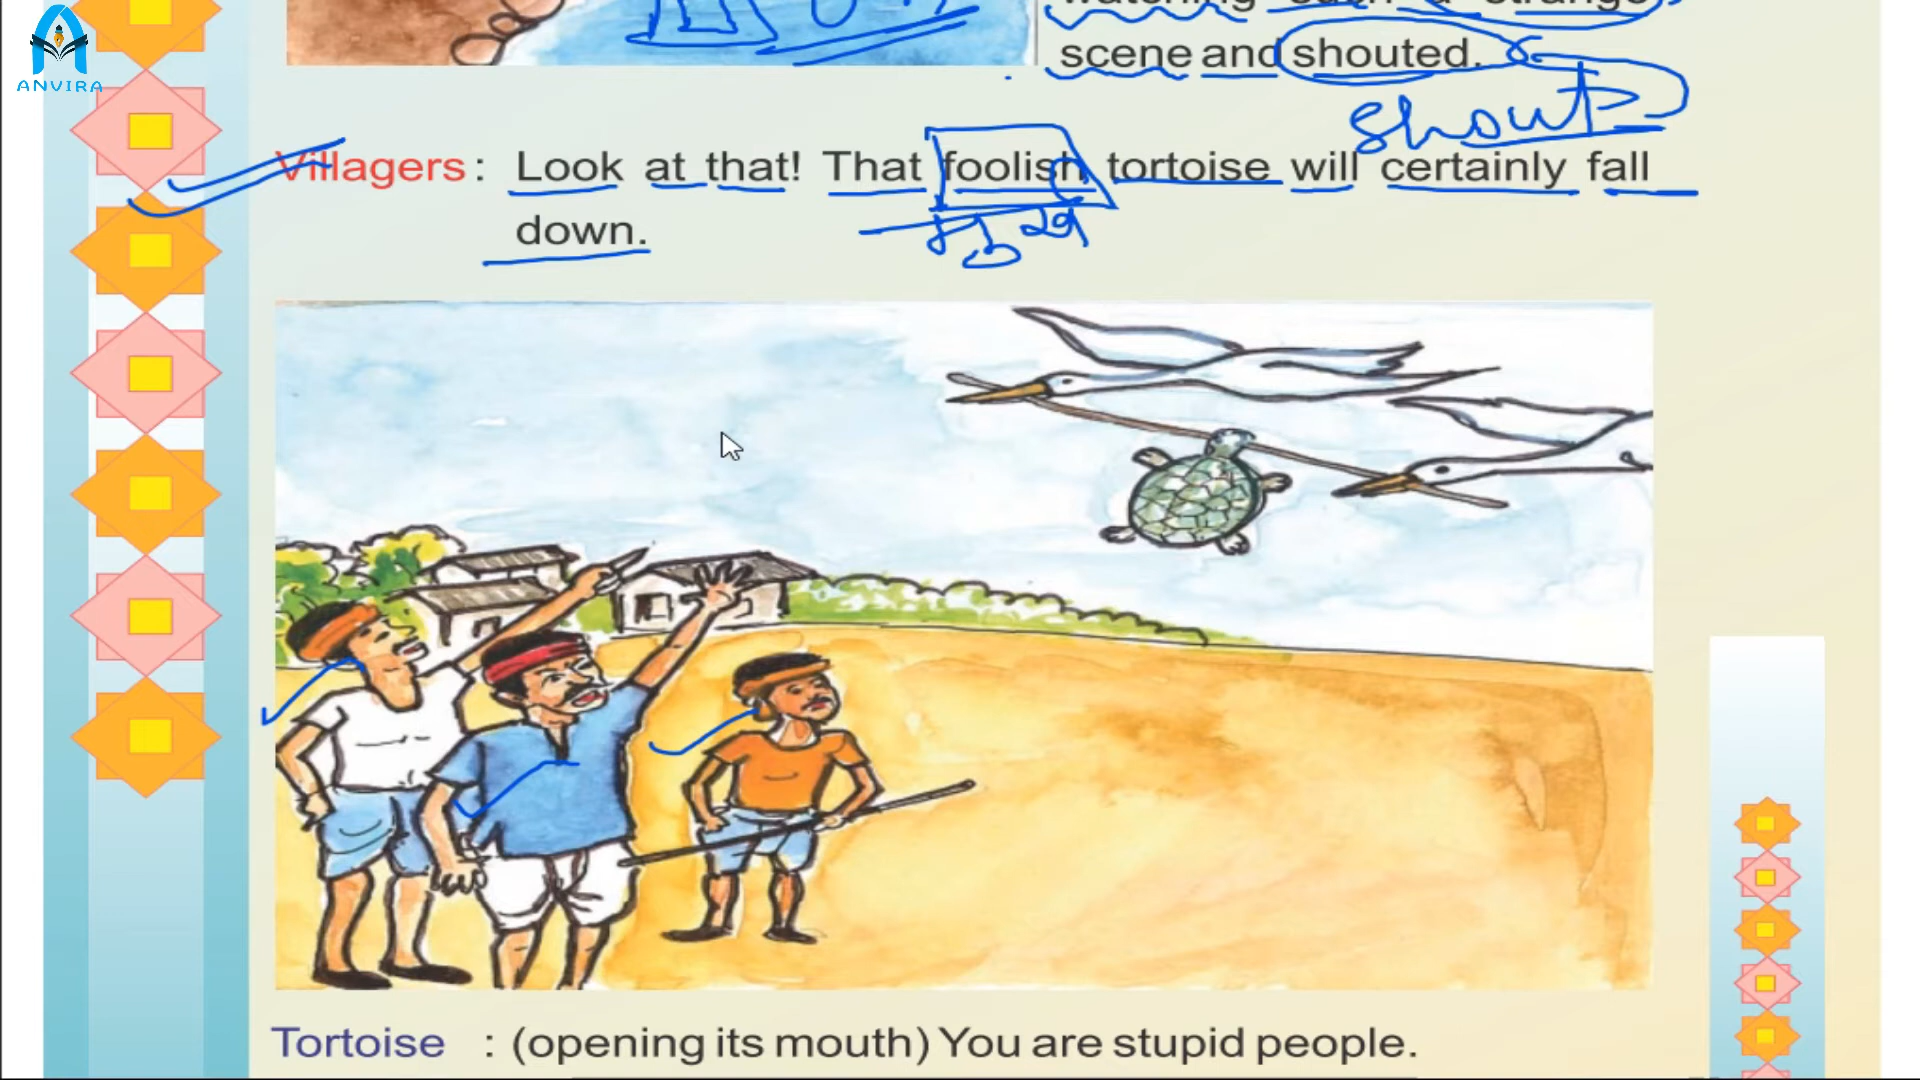 ANVIRA
scene and shouted.
shout
Villagers : Look at that! That foolish tortoise will certainly fall
down.
Tortoise : (opening its mouth) You are stupid people.